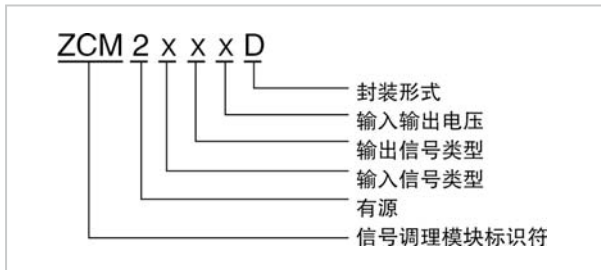 ZCM 2 x x x D
封装形式
输入输出电压
输出信号类型
输入信号类型
有源
信号调理模块标识符